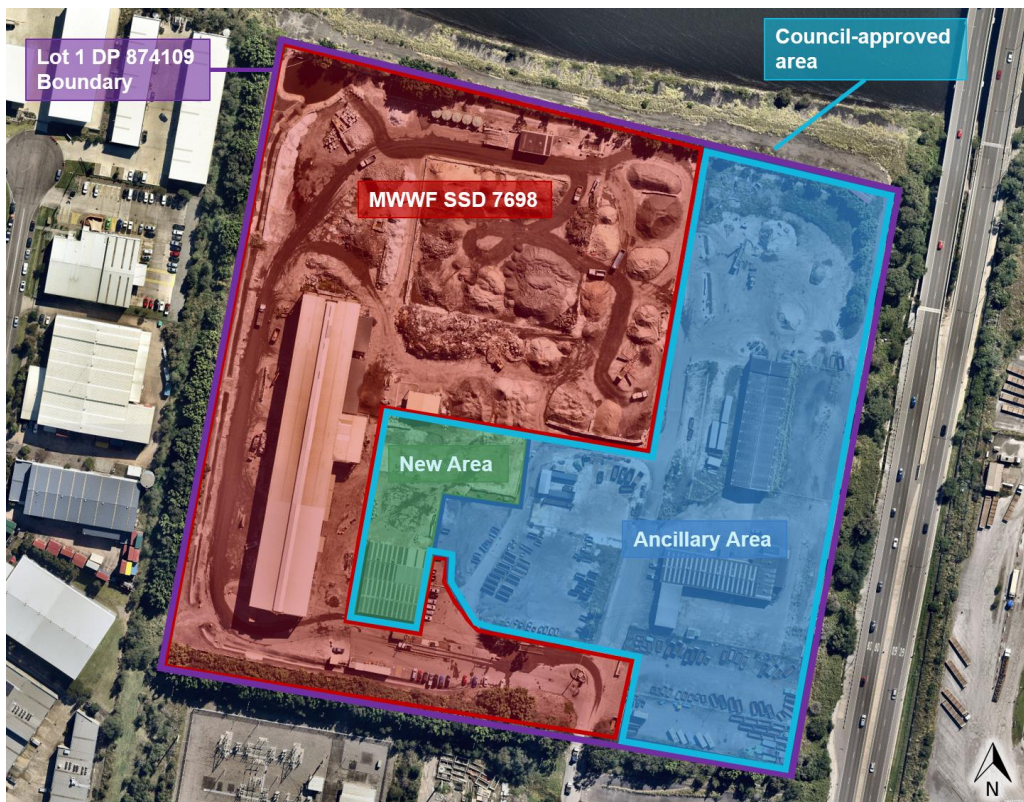 Lot 1 DP 874109
Boundary
Council-approved
area
MWWF SSD 7698
New Area
Ancillary Area
N